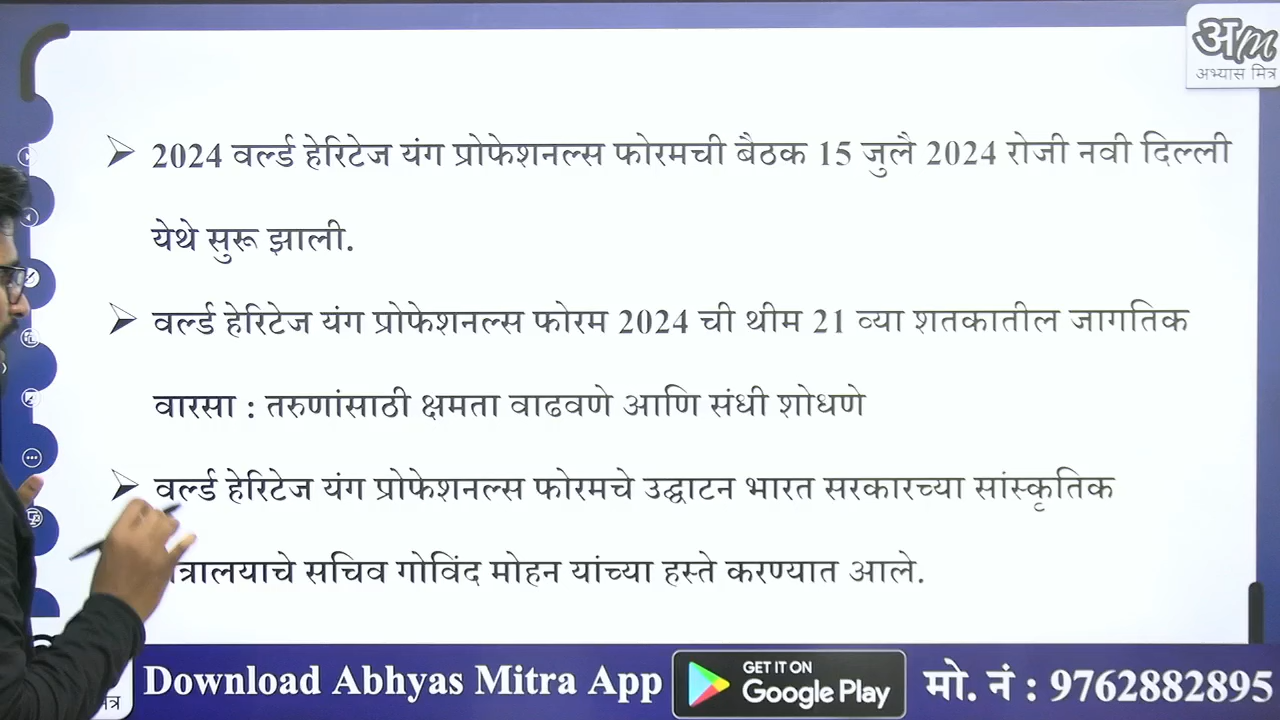 अm
अभ्यास मित्र
➢ 2024 वर्ल्ड हेरिटेज यंग प्रोफेशनल्स फोरमची बैठक 15 जुलै 2024 रोजी नवी दिल्ली
येथे सुरू झाली.
➢ वर्ल्ड हेरिटेज यंग प्रोफेशनल्स फोरम 2024 ची थीम 21 व्या शतकातील जागतिक
वारसा : तरुणांसाठी क्षमता वाढवणे आणि संधी शोधणे
➢ वर्ल्ड हेरिटेज यंग प्रोफेशनल्स फोरमचे उद्घाटन भारत सरकारच्या सांस्कृतिक
त्रालयाचे सचिव गोविंद मोहन यांच्या हस्ते करण्यात आले.
Download Abhyas Mitra App
GET IT ON
Google Play
मो. नं : 9762882895